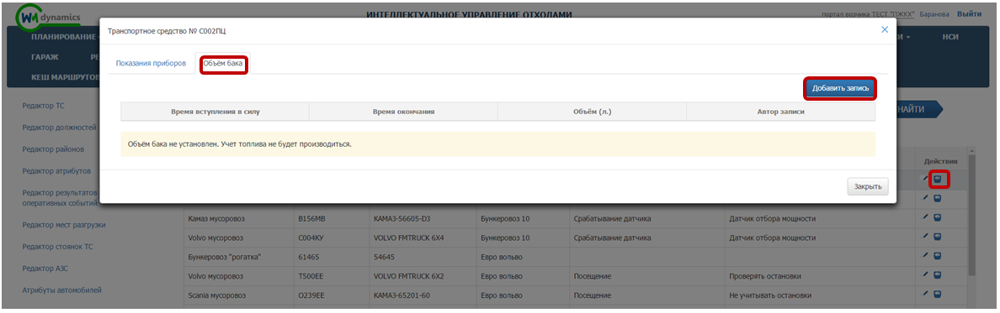 WM dynamics
ИНТЕЛЛЕКТУАЛЬНОЕ УПРАВЛЕНИЕ ОТХОДАМИ
портал возчика ТЕСТ "ПЖКХ" Баранова Выйти
ПЛАНИРОВАНИЕ
НСИ
ГАРАЖ
КЕШ МАРШРУТОВ
Транспортное средство № С002ПЦ
×
Показания приборов
Объём бака
Добавить запись
Время вступления в силу
Время окончания
Объём (л.)
Автор записи
Объём бака не установлен. Учет топлива не будет производиться.
Закрыть
НАЙТИ
Действия
Редактор ТС
Редактор должностей
Редактор районов
Редактор атрибутов
Редактор результатов
оперативных событий
Редактор мест разгрузки
Редактор стоянок ТС
Редактор АЗС
Атрибуты автомобилей
Камаз мусоровоз В156МВ КАМАЗ-56605-D3 Бункеровоз 10 Срабатывание датчика Датчик отбора мощности
Volvo мусоровоз С004КУ VOLVO FMTRUCK 6X4 Бункеровоз 10 Срабатывание датчика Датчик отбора мощности
Бункеровоз "рогатка" 61465 54645 Евро вольво
Volvo мусоровоз Т500ЕЕ VOLVO FMTRUCK 6X2 Евро вольво Посещение Проверять остановки
Scania мусоровоз О239ЕЕ КАМАЗ-65201-60 Евро вольво Посещение Не учитывать остановки